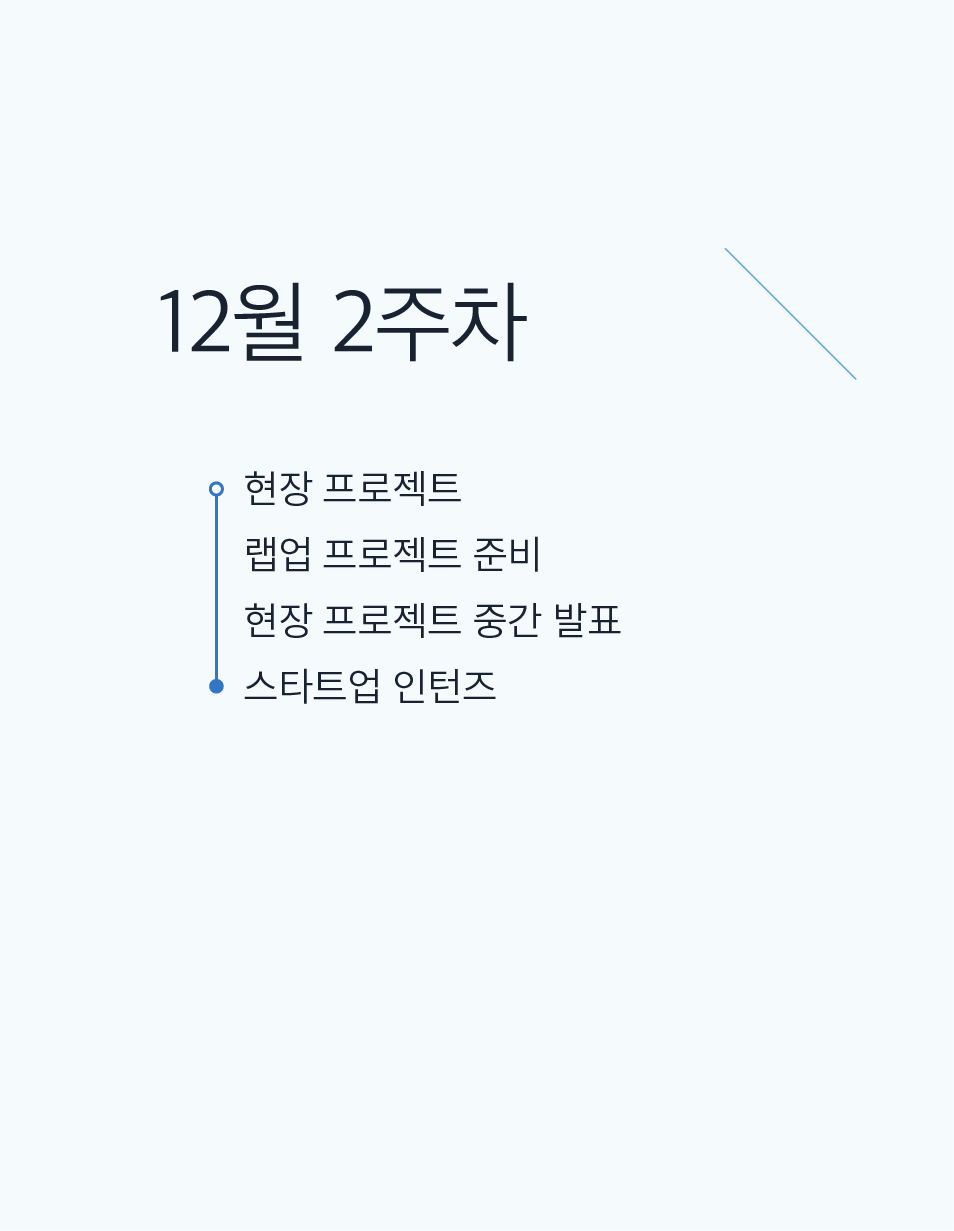 12월 2주차
현장 프로젝트
랩업 프로젝트 준비
현장 프로젝트 중간 발표
스타트업 인턴즈